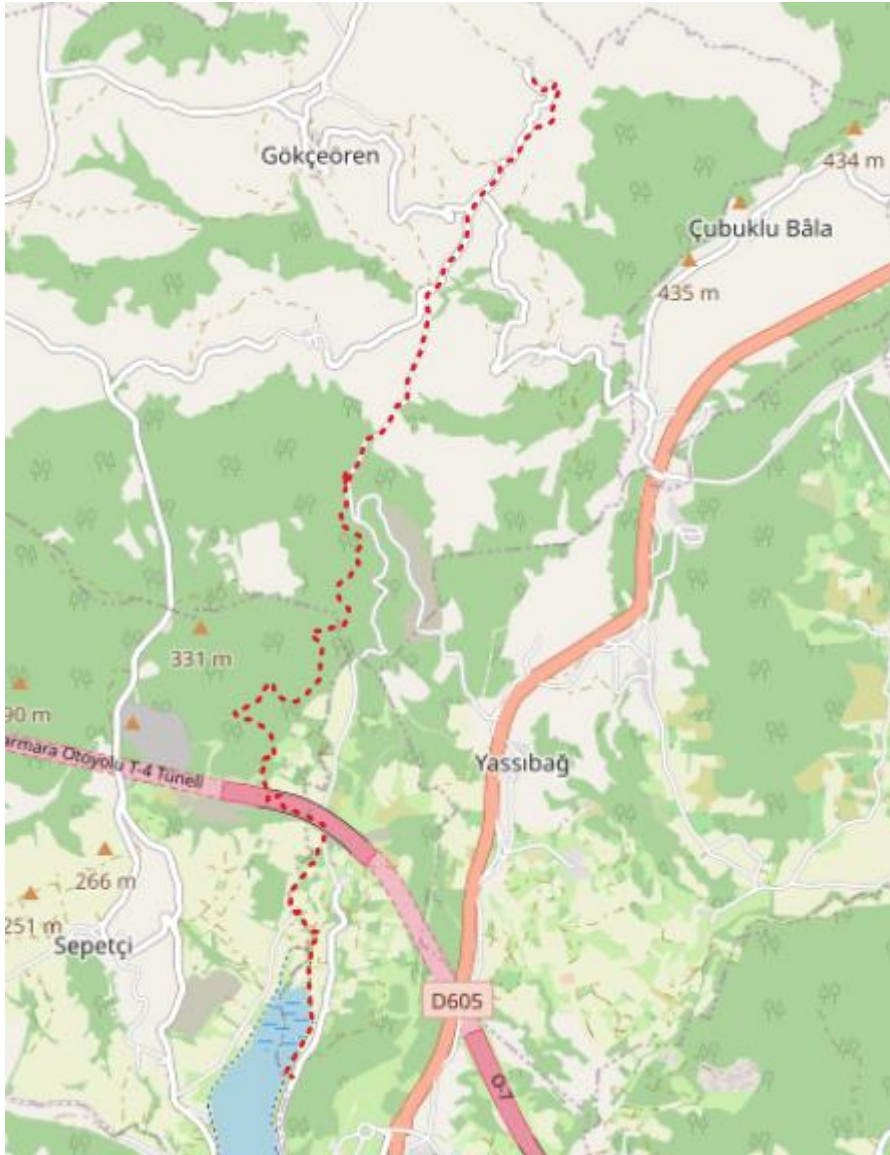 Gökçeören
434 m
Çubuklu Bâla
435 m
331 m
90 m
armara Otoyolu T-4 Tüneli
Yassıbağ
266 m
251 m
Sepetçi
D605
O-7